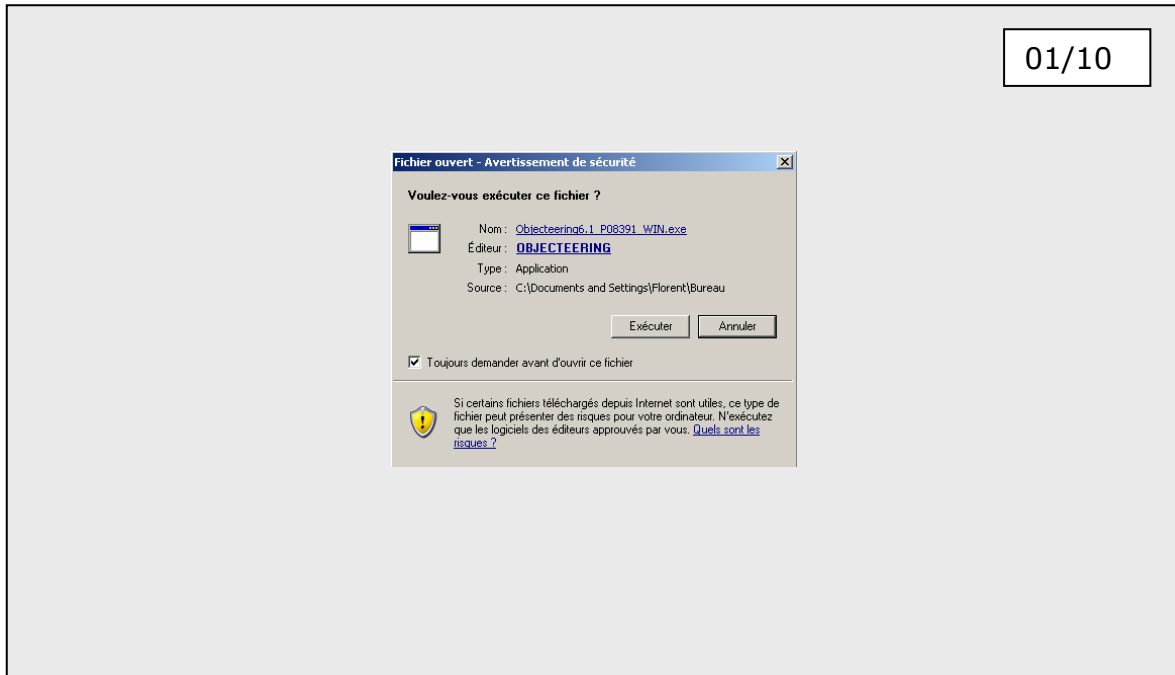 01/10
Fichier ouvert - Avertissement de sécurité
Voulez-vous exécuter ce fichier ?
Nom : Objecteering6.1_P08391_WIN.exe
Éditeur : OBJECTEERING
Type : Application
Source : C:\Documents and Settings\Florent\Bureau
Exécuter Annuler
Toujours demander avant d'ouvrir ce fichier
Si certains fichiers téléchargés depuis Internet sont utiles, ce type de
fichier peut présenter des risques pour votre ordinateur. N'exécutez
que les logiciels des éditeurs approuvés par vous. Quels sont les
risques ?